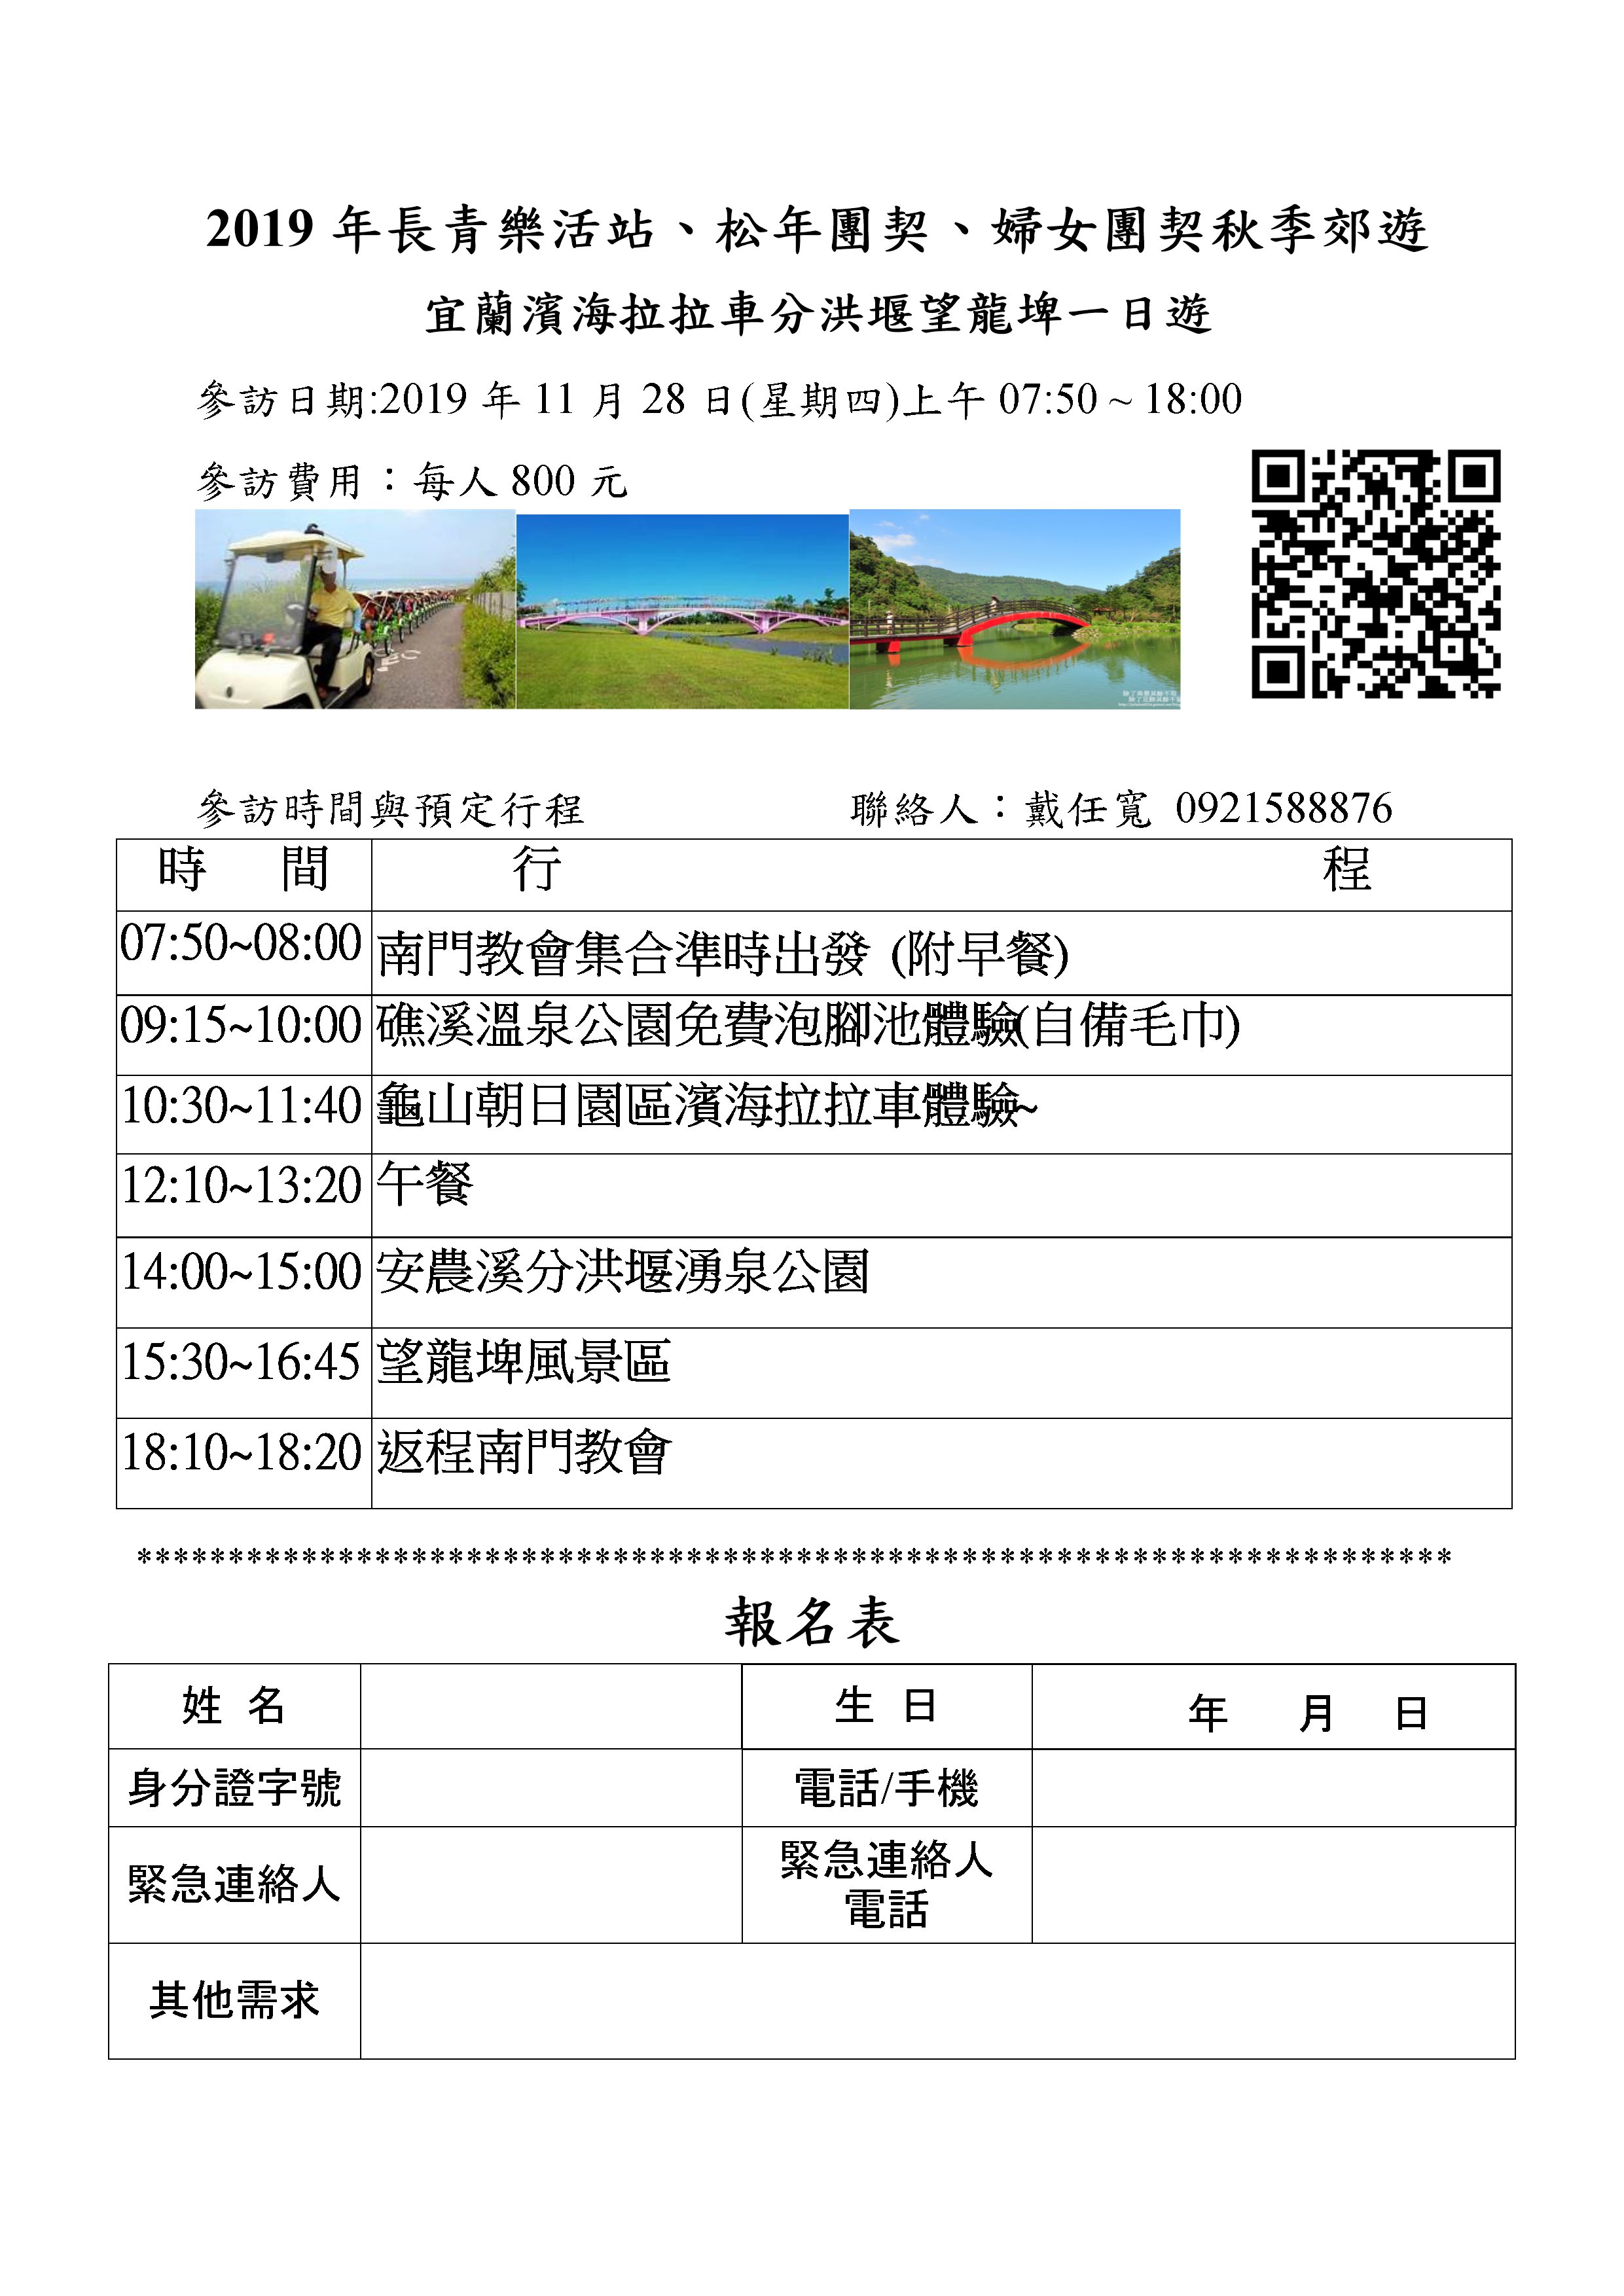 2019 年長青樂活站、松年團契、婦女團契秋季郊遊
宜蘭濱海拉拉車分洪堰望龍埤一日遊
參訪日期:2019 年 11 月 28 日(星期四)上午 07:50 ~ 18:00
參訪費用：每人 800 元
參訪時間與預定行程 聯絡人：戴任寬 0921588876
時 間 行 程
07:50~08:00 南門教會集合準時出發 (附早餐)
09:15~10:00 礁溪溫泉公園免費泡腳池體驗(自備毛巾)
10:30~11:40 龜山朝日園區濱海拉拉車體驗~
12:10~13:20 午餐
14:00~15:00 安農溪分洪堰湧泉公園
15:30~16:45 望龍埤風景區
18:10~18:20 返程南門教會
************************************************************************
報名表
姓 名 生 日 年 月 日
身分證字號 電話/手機
緊急連絡人 緊急連絡人
電話
其他需求